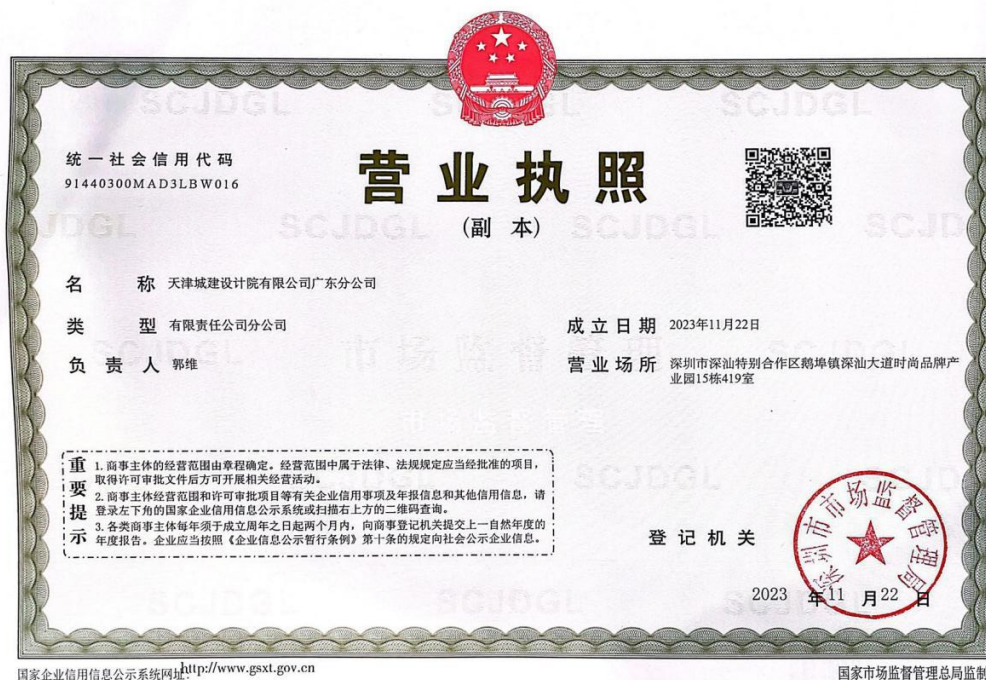 统一社会信用代码
91440300MAD3LBW016
营业执照
(副 本)
名 称 天津城建设计院有限公司广东分公司
类 型 有限责任公司分公司
负 责 人 郭维
成立日期 2023年11月22日
营业场所 深圳市深汕特别合作区鹅埠镇深汕大道时尚品牌产
业园15栋419室
重要提示
1. 商事主体的经营范围由章程确定。经营范围中属于法律、法规规定应当经批准的项目，
取得许可审批文件后方可开展相关经营活动。
2. 商事主体经营范围和许可审批项目等有关企业信用事项及年报信息和其他信用信息，请
登录左下角的国家企业信用信息公示系统或扫描右上方的二维码查询。
3. 各类商事主体每年须于成立周年之日起两个月内，向商事登记机关提交上一自然年度的
年度报告。企业应当按照《企业信息公示暂行条例》第十条的规定向社会公示企业信息。
登记机关
深圳市市场监督管理局
2023 年 11 月 22 日
国家企业信用信息公示系统网址:http://www.gsxt.gov.cn
国家市场监督管理总局监制
SCJDGL
市场监督管理